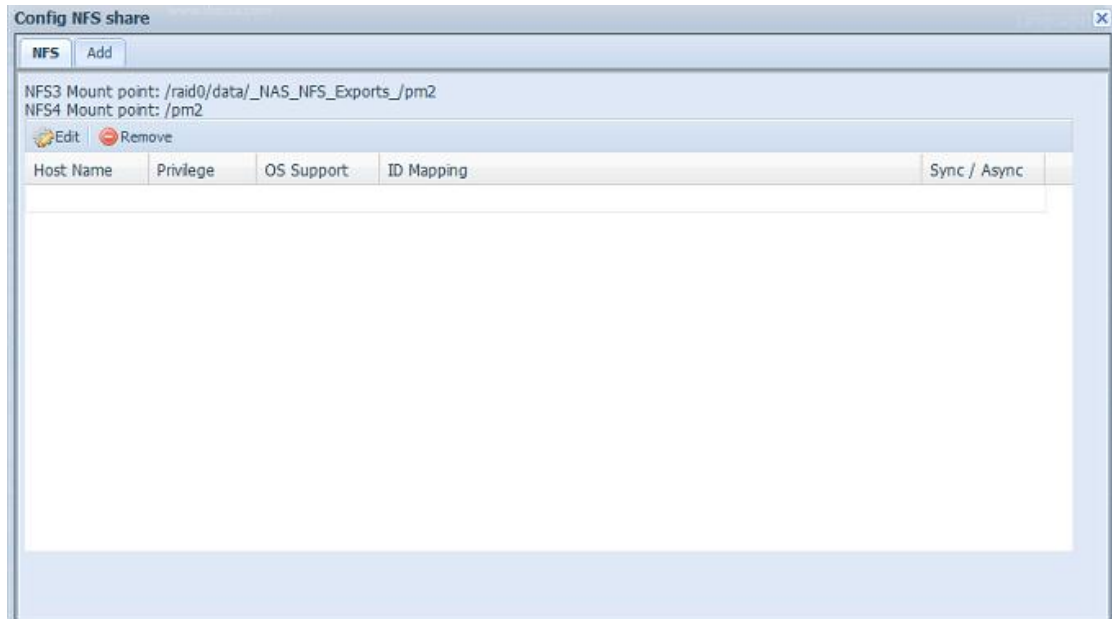 Config NFS share
NFS Add
NFS3 Mount point: /raid0/data/_NAS_NFS_Exports_/pm2
NFS4 Mount point: /pm2
Edit Remove
Host Name Privilege OS Support ID Mapping Sync / Async